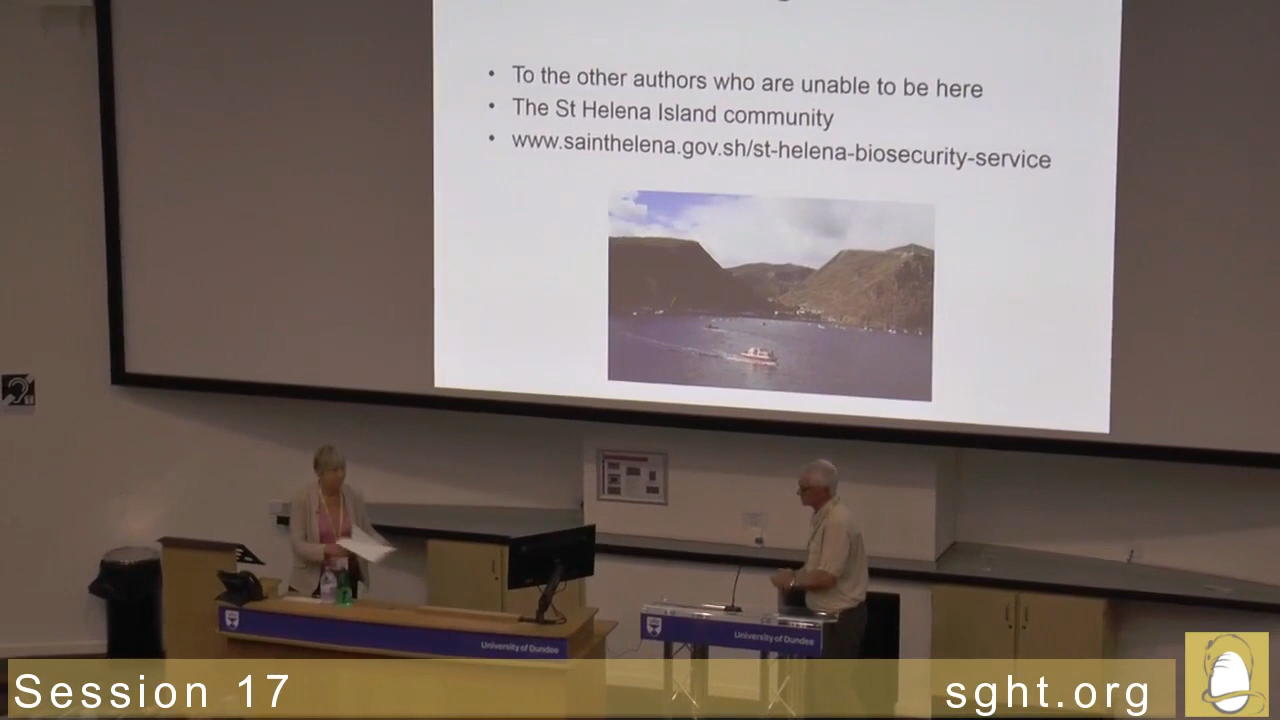 • To the other authors who are unable to be here
• The St Helena Island community
• www.sainthelena.gov.sh/st-helena-biosecurity-service
University of Dundee
University of Dundee
Session 17
sght.org